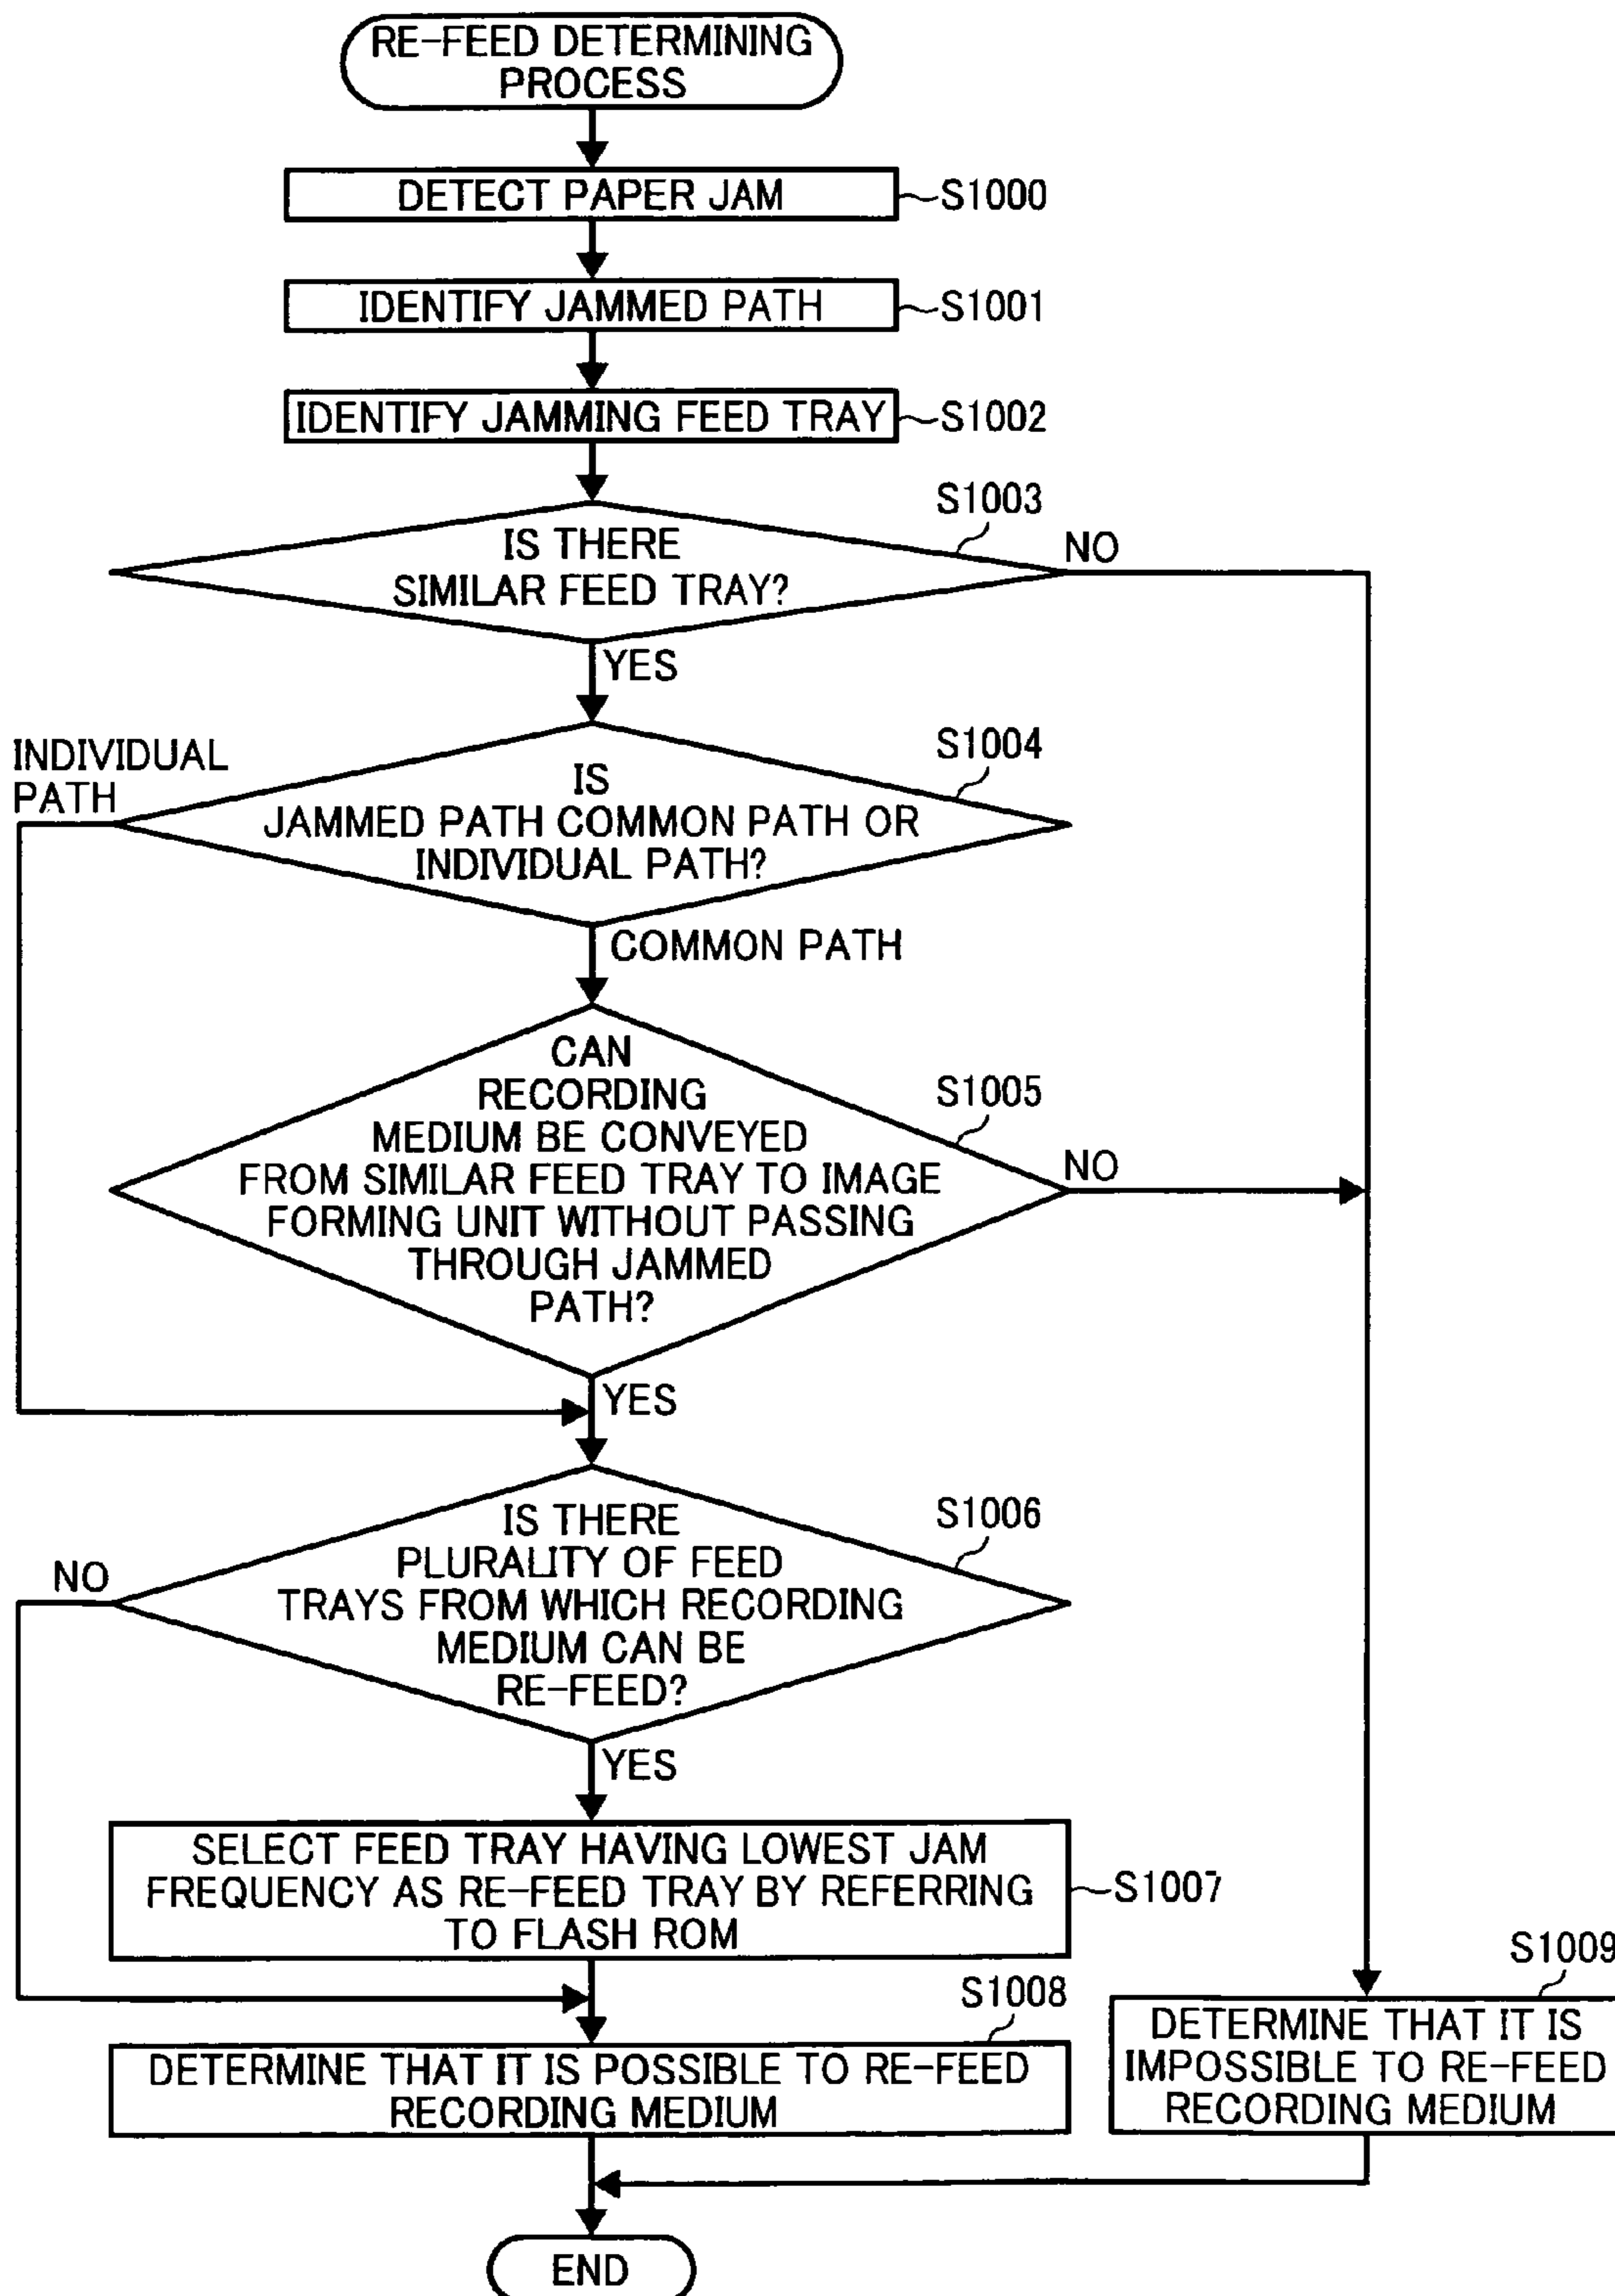 RE-FEED DETERMINING
PROCESS
DETECT PAPER JAM
S1000
IDENTIFY JAMMED PATH
S1001
IDENTIFY JAMMING FEED TRAY
S1002
S1003
IS THERE
SIMILAR FEED TRAY?
NO
YES
S1004
INDIVIDUAL
PATH
IS
JAMMED PATH COMMON PATH OR
INDIVIDUAL PATH?
COMMON PATH
S1005
CAN
RECORDING
MEDIUM BE CONVEYED
FROM SIMILAR FEED TRAY TO IMAGE
FORMING UNIT WITHOUT PASSING
THROUGH JAMMED
PATH?
NO
YES
S1006
IS THERE
PLURALITY OF FEED
TRAYS FROM WHICH RECORDING
MEDIUM CAN BE
RE-FEED?
NO
YES
SELECT FEED TRAY HAVING LOWEST JAM
FREQUENCY AS RE-FEED TRAY BY REFERRING
TO FLASH ROM
S1007
S1008
DETERMINE THAT IT IS POSSIBLE TO RE-FEED
RECORDING MEDIUM
S1009
DETERMINE THAT IT IS
IMPOSSIBLE TO RE-FEED
RECORDING MEDIUM
END